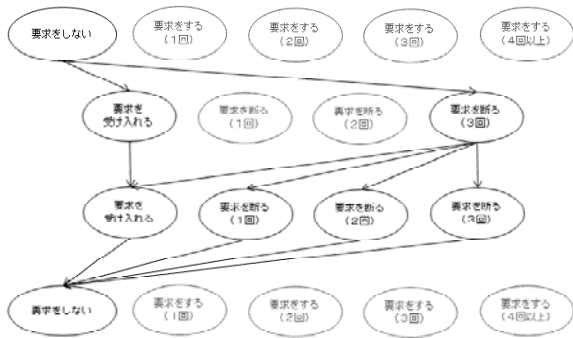 要求をしない
要求をする
(1回)
要求をする
(2回)
要求をする
(3回)
要求をする
(4回以上)
要求を
受け入れる
要求を断る
(1回)
要求を断る
(2回)
要求を断る
(3回)
要求を
受け入れる
要求を断る
(1回)
要求を断る
(2回)
要求を断る
(3回)
要求をしない
要求をする
(1回)
要求をする
(2回)
要求をする
(3回)
要求をする
(4回以上)